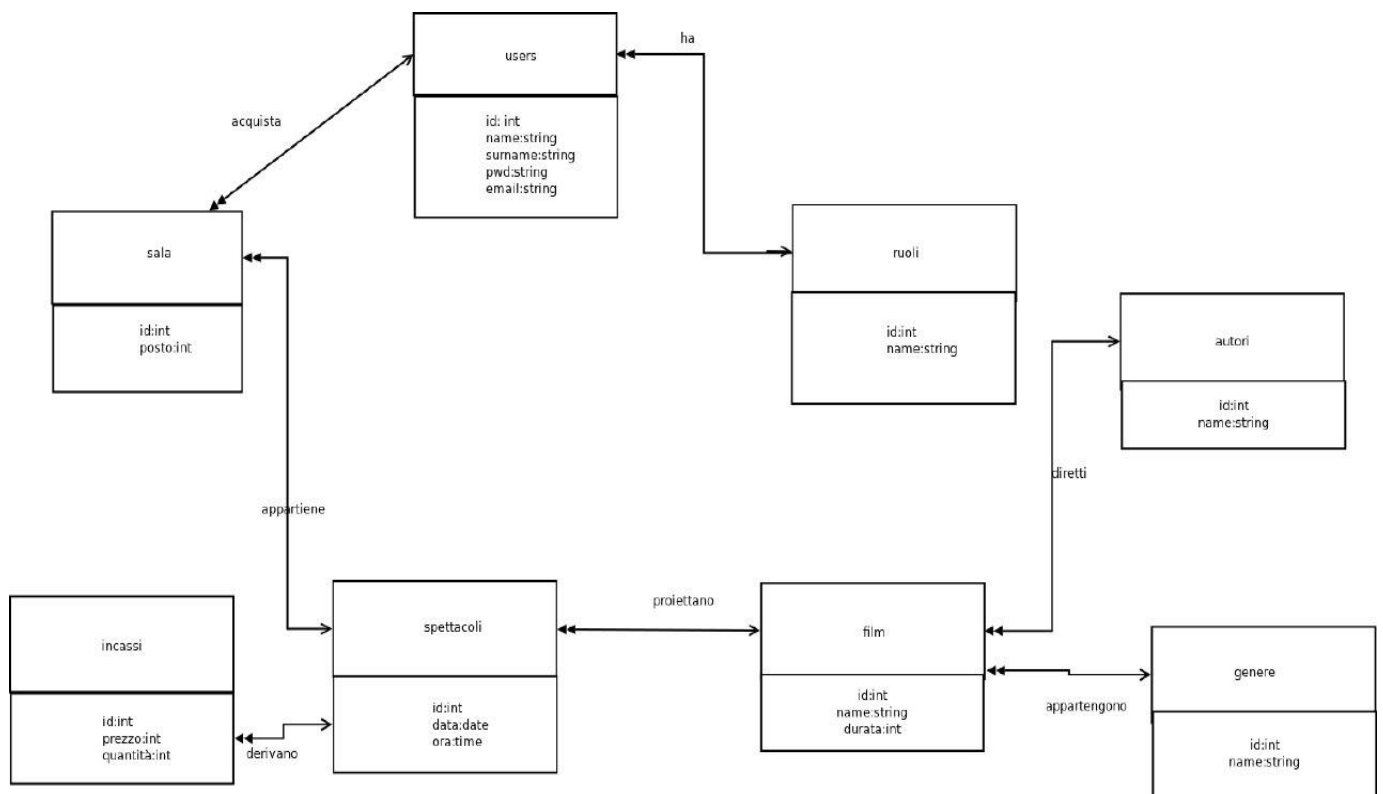 users
ha
id: int
name:string
surname:string
pwd:string
email:string
acquista
sala
id:int
posto:int
ruoli
id:int
name:string
autori
id:int
name:string
diretti
appartiene
incassi
id:int
prezzo:int
quantità:int
derivano
spettacoli
id:int
data:date
ora:time
proiettano
film
id:int
name:string
durata:int
appartengono
genere
id:int
name:string